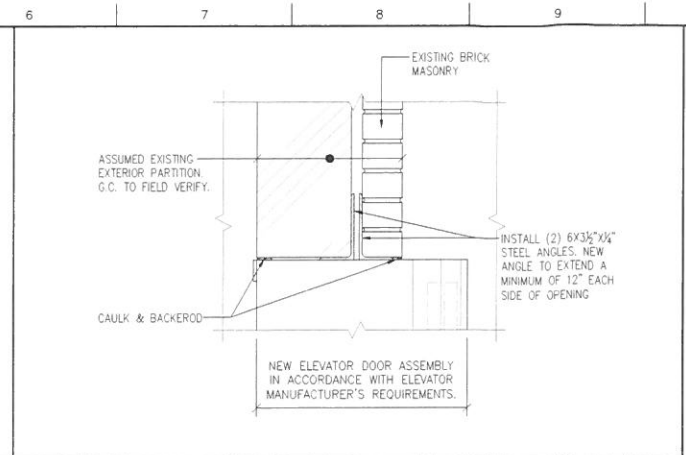 6 7 8 9
EXISTING BRICK
MASONRY
ASSUMED EXISTING
EXTERIOR PARTITION.
G.C. TO FIELD VERIFY.
INSTALL (2) 6X3½"X¼"
STEEL ANGLES. NEW
ANGLE TO EXTEND A
MINIMUM OF 12" EACH
SIDE OF OPENING
CAULK & BACKEROD
NEW ELEVATOR DOOR ASSEMBLY
IN ACCORDANCE WITH ELEVATOR
MANUFACTURER'S REQUIREMENTS.